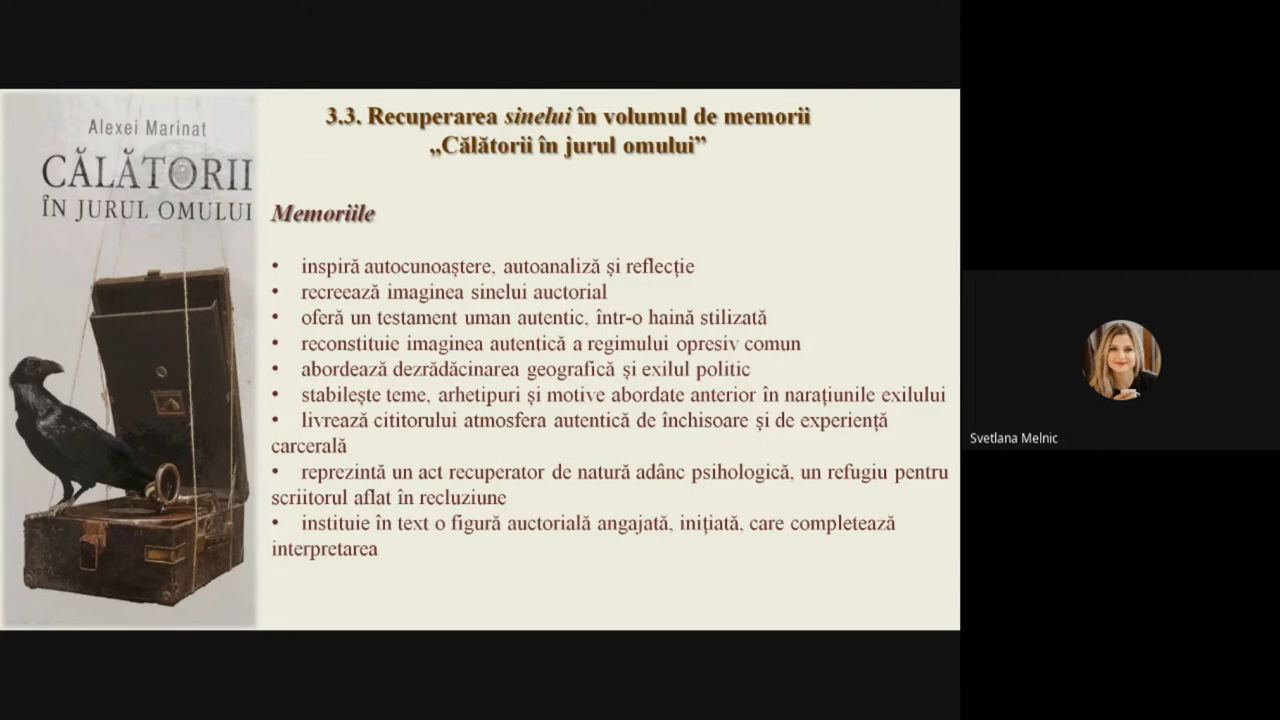 Alexei Marinat
CĂLĂTORII
ÎN JURUL OMULUI
3.3. Recuperarea sinelui în volumul de memorii
„Călătorii în jurul omului”
Memoriile
• inspiră autocunoaștere, autoanaliză și reflecție
• recreează imaginea sinelui auctorial
• oferă un testament uman autentic, într-o haină stilizată
• reconstituie imaginea autentică a regimului opresiv comun
• abordează dezrădăcinarea geografică și exilul politic
• stabilește teme, arhetipuri și motive abordate anterior în narațiunile exilului
• livrează cititorului atmosfera autentică de închisoare și de experiență
carcerală
• reprezintă un act recuperator de natură adânc psihologică, un refugiu pentru
scriitorul aflat în recluziune
• instituie în text o figură auctorială angajată, inițiată, care completează
interpretarea
Svetlana Melnic